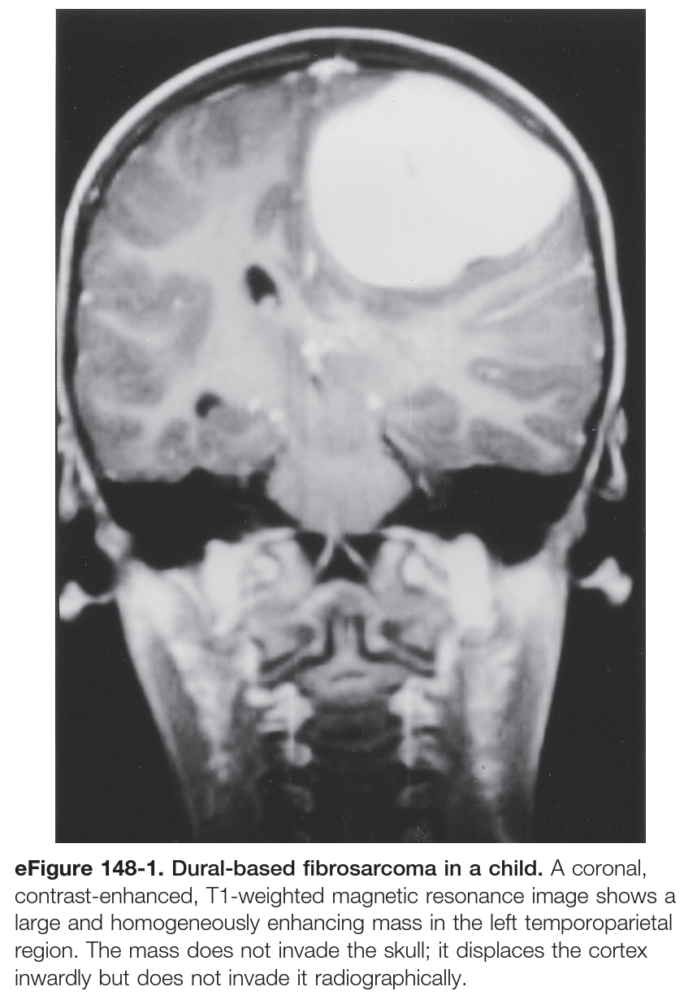 eFigure 148-1. Dural-based fibrosarcoma in a child. A coronal,
contrast-enhanced, T1-weighted magnetic resonance image shows a
large and homogeneously enhancing mass in the left temporoparietal
region. The mass does not invade the skull; it displaces the cortex
inwardly but does not invade it radiographically.